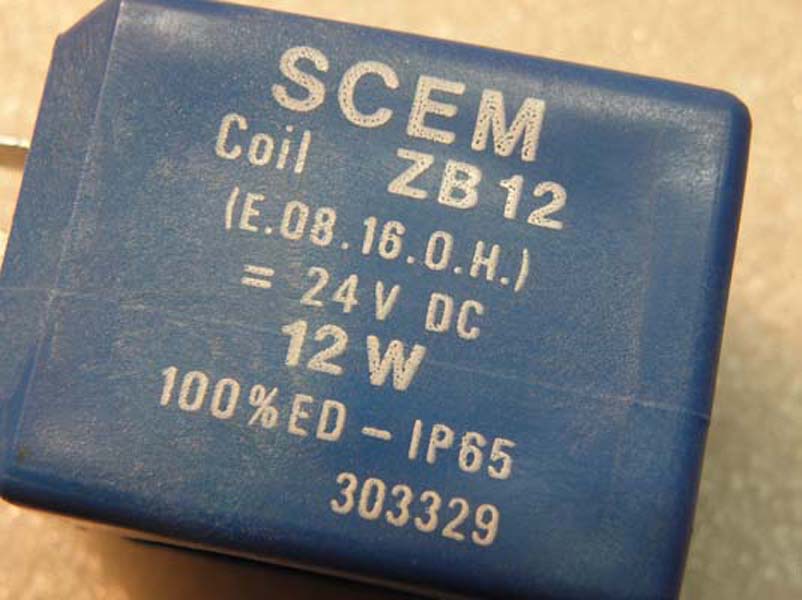 SCEM
Coil ZB12
(E.08.16.O.H.)
= 24V DC
12W
100%ED - IP65
303329